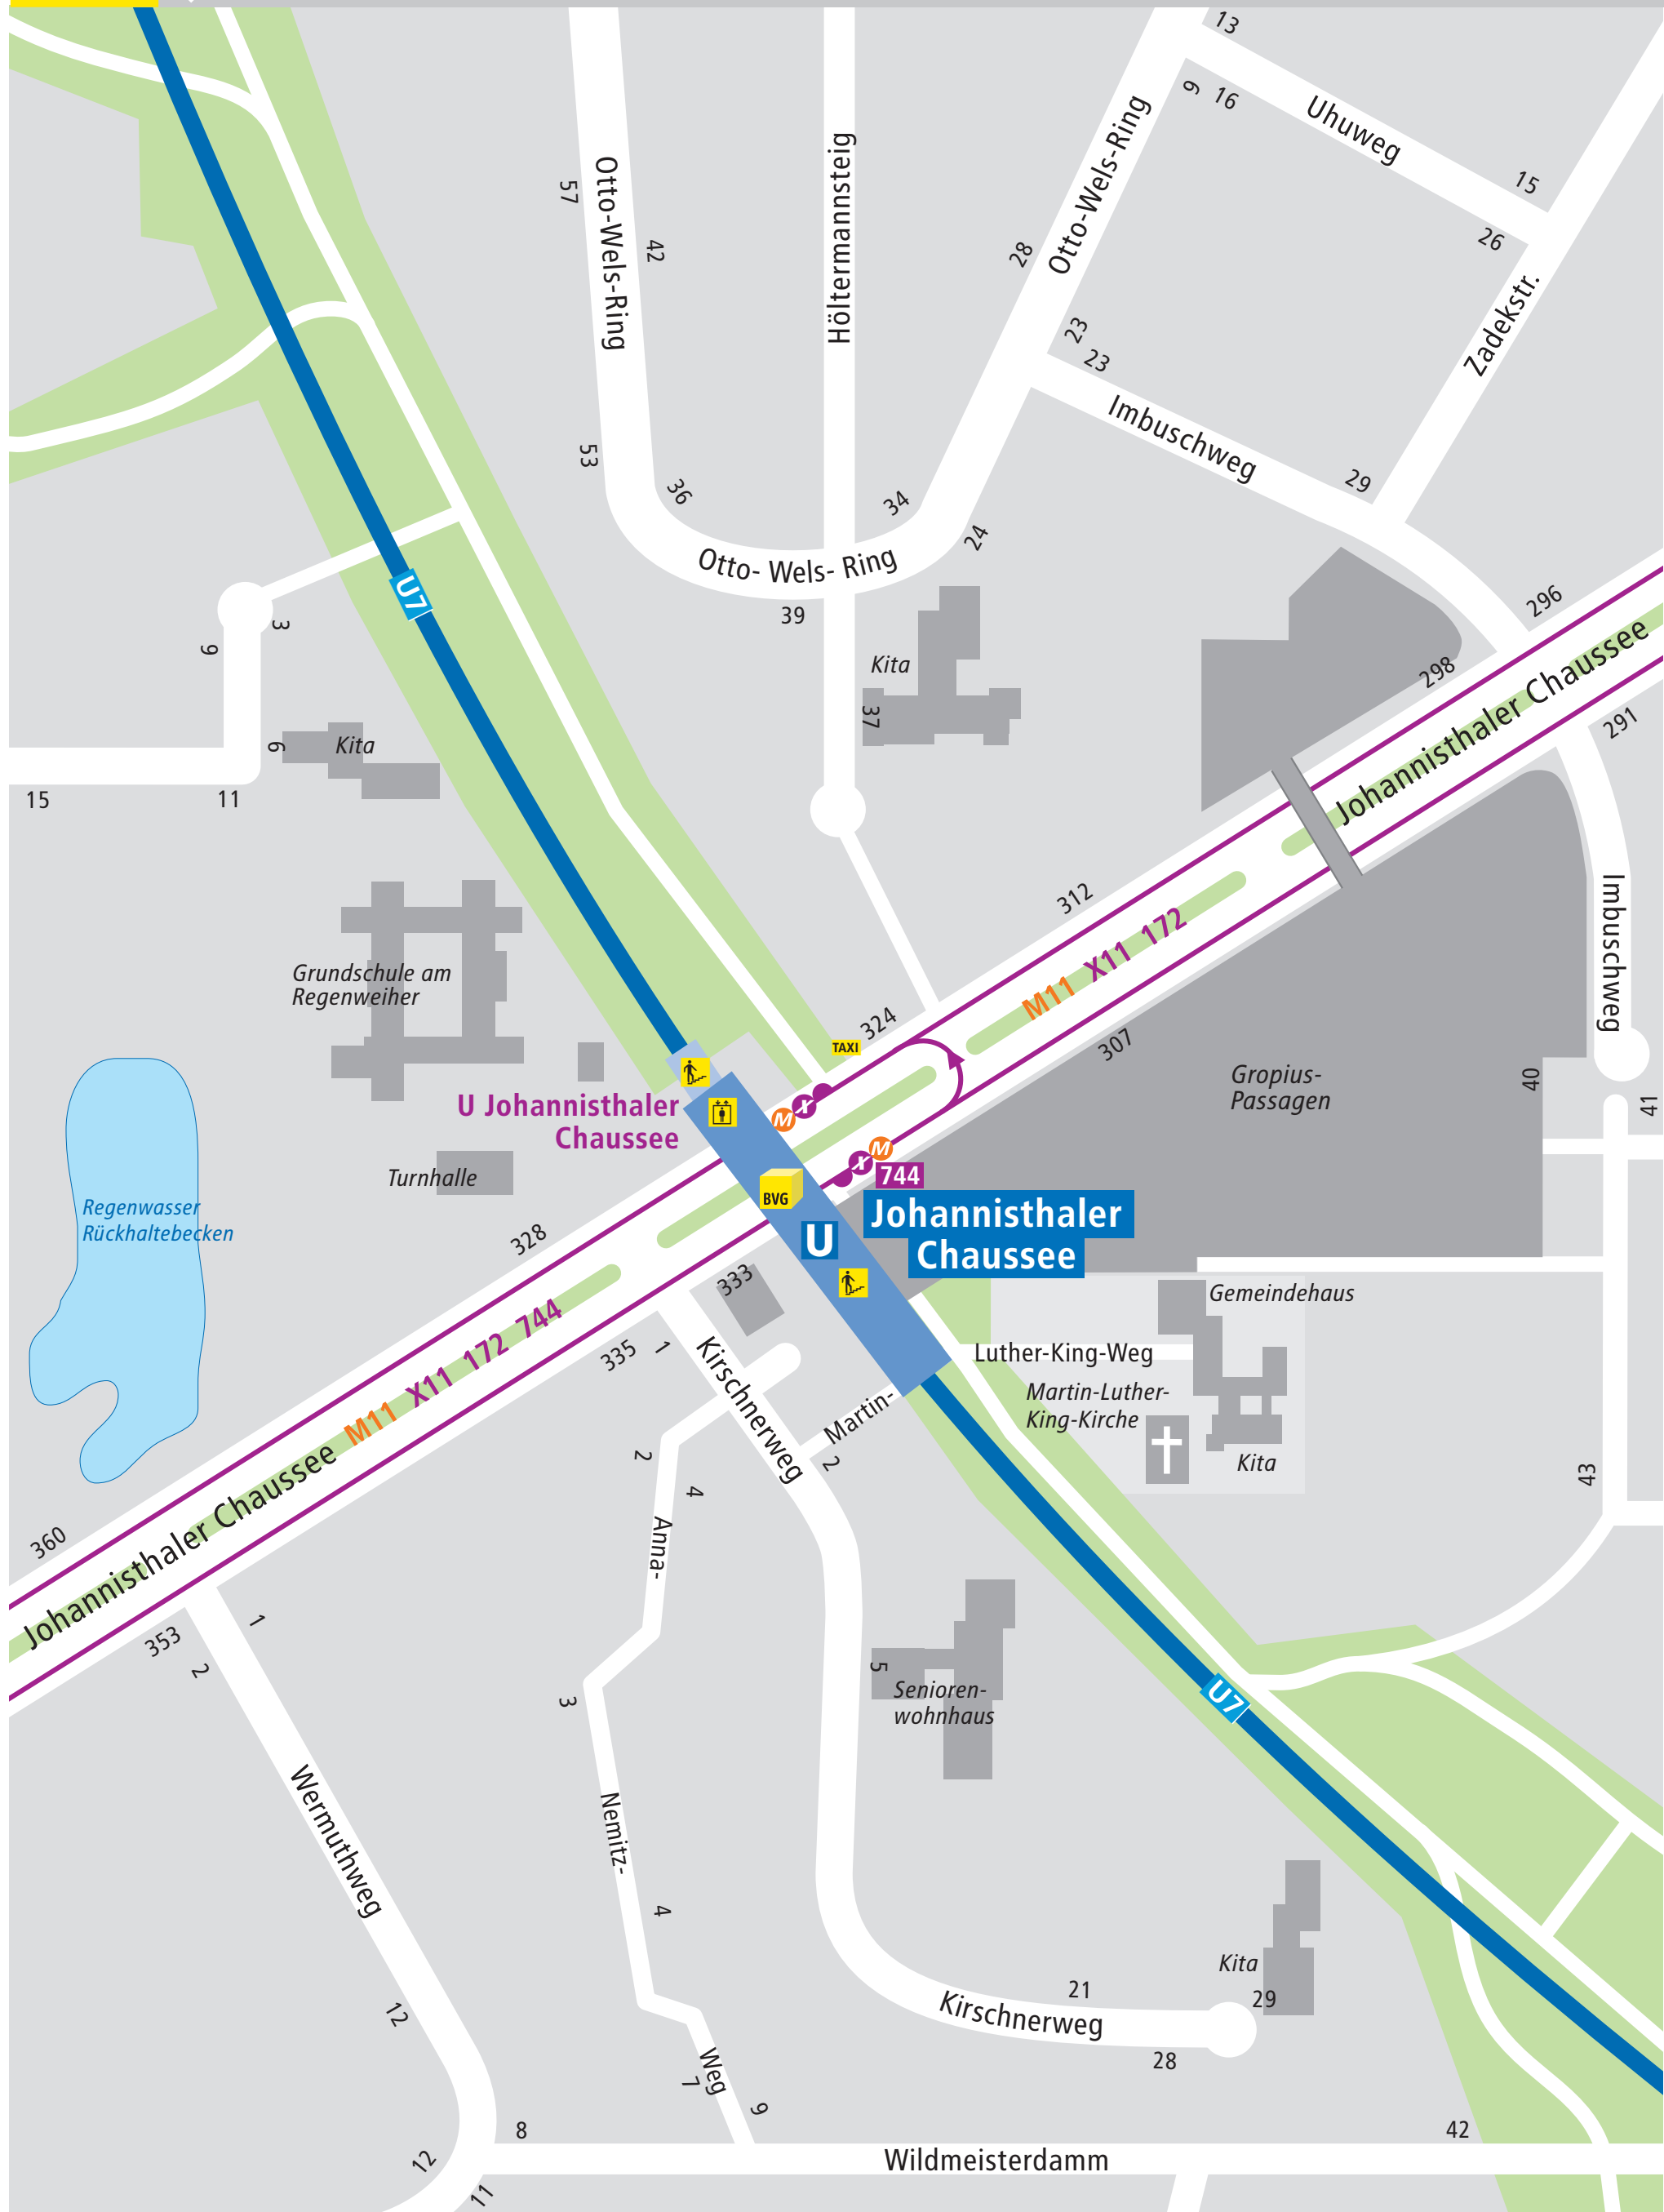 13
9
16
Uhuweg
15
26
Otto-Wels-Ring
57
42
Höltermannsteig
Otto-Wels-Ring
28
23
23
Zadekstr.
Imbuschweg
29
53
36
34
24
Otto- Wels- Ring
39
U7
3
9
6
Kita
15
11
Kita
37
296
298
Johannisthaler Chaussee
291
312
M11 X11 172
307
324
TAXI
Imbuschweg
Grundschule am
Regenweiher
Gropius-
Passagen
40
41
U Johannisthaler
Chaussee
M
X
M
X
744
Turnhalle
BVG
U
Johannisthaler
Chaussee
Regenwasser
Rückhaltebecken
328
333
335
1
Kirschnerweg
Gemeindehaus
Luther-King-Weg
Martin-
2
Martin-Luther-
King-Kirche
Kita
43
M11 X11 172 744
Johannisthaler Chaussee
360
353
1
2
2
4
Anna-
3
Nemitz-
4
Weg
7
9
5
Senioren-
wohnhaus
U7
Wermuthweg
12
12
11
8
Kita
29
21
Kirschnerweg
28
42
Wildmeisterdamm